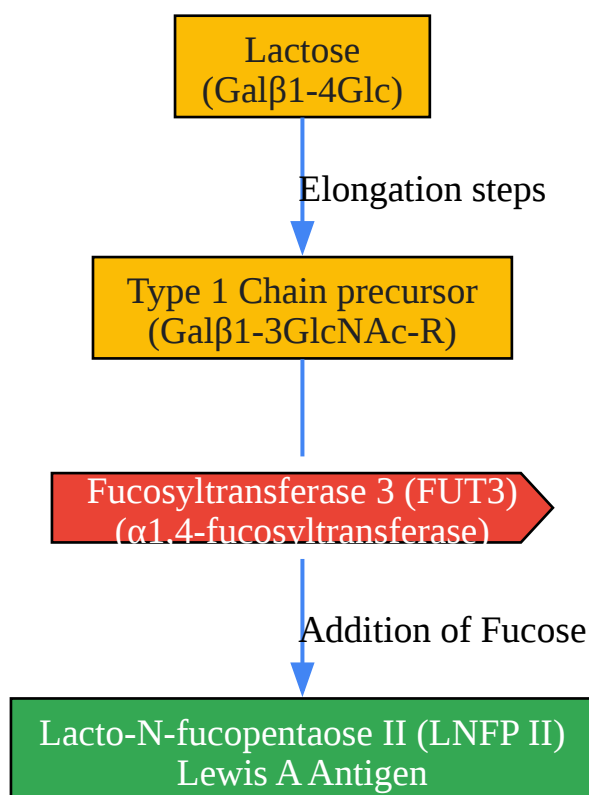 Lactose
(Galβ1-4Glc)
Elongation steps
Type 1 Chain precursor
(Galβ1-3GlcNAc-R)
Fucosyltransferase 3 (FUT3)
(α1,4-fucosyltransferase)
Addition of Fucose
Lacto-N-fucopentaose II (LNFP II)
Lewis A Antigen